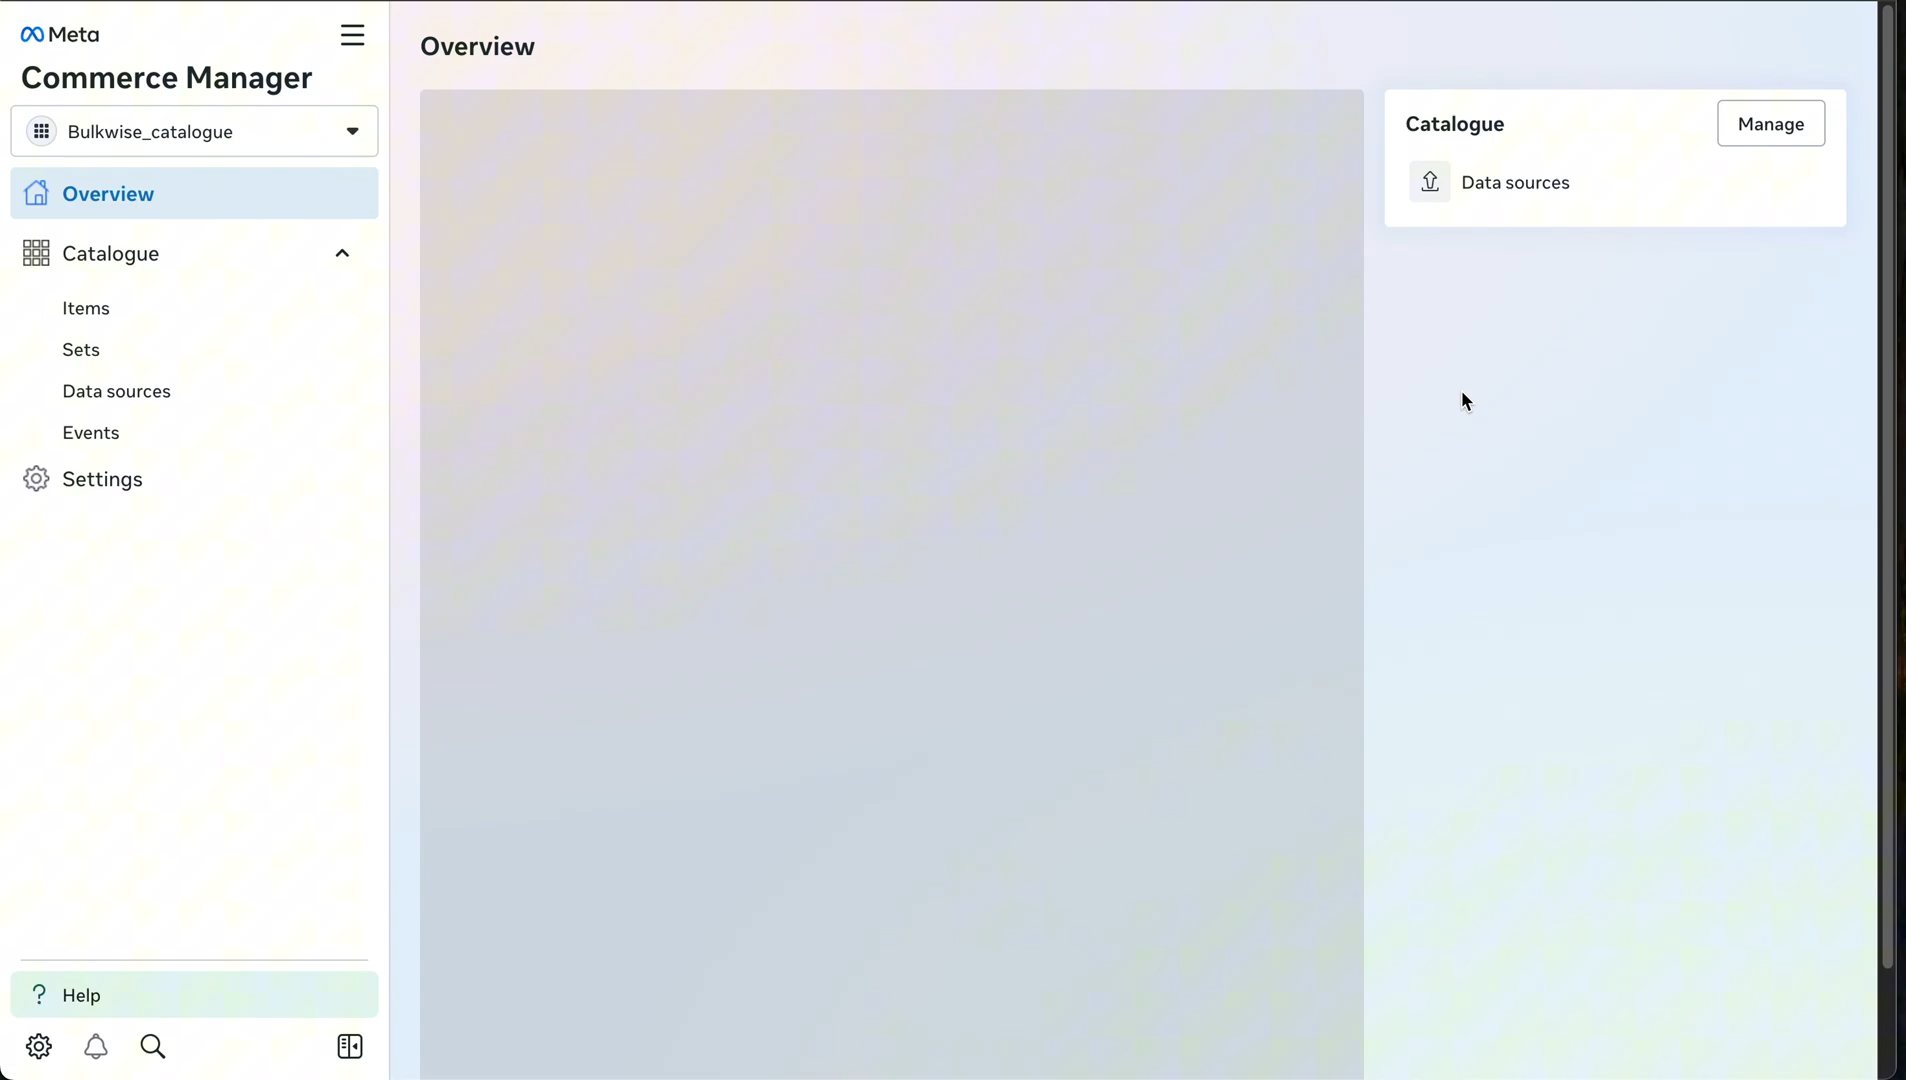 Meta
Commerce Manager
Bulkwise_catalogue
Overview
Catalogue
Items
Sets
Data sources
Events
Settings
? Help
Overview
Catalogue
Manage
Data sources